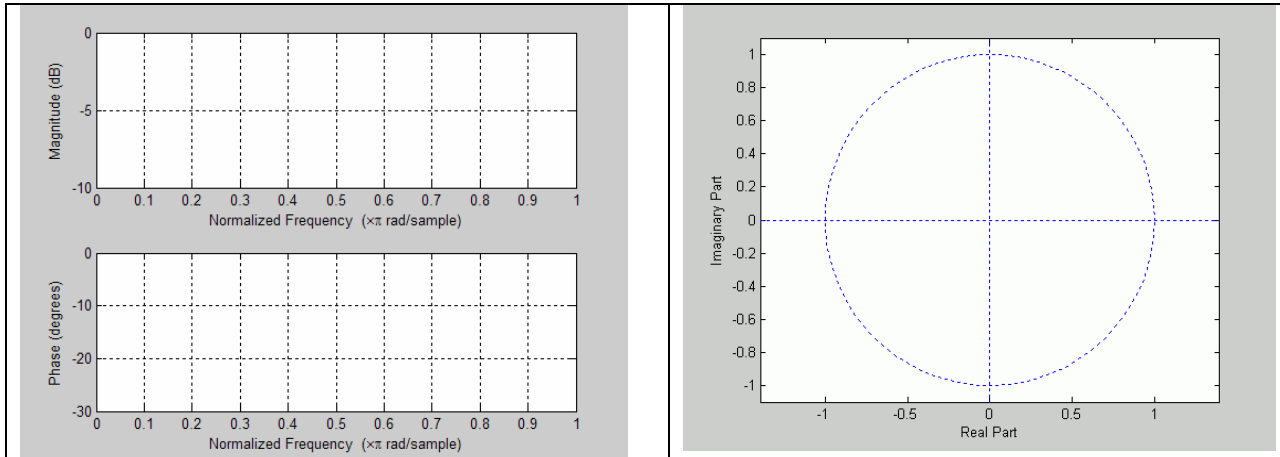 0
-5
-10
Magnitude (dB)
0 0.1 0.2 0.3 0.4 0.5 0.6 0.7 0.8 0.9 1
Normalized Frequency (×π rad/sample)
0
-10
-20
-30
Phase (degrees)
0 0.1 0.2 0.3 0.4 0.5 0.6 0.7 0.8 0.9 1
Normalized Frequency (×π rad/sample)
1
0.8
0.6
0.4
0.2
0
-0.2
-0.4
-0.6
-0.8
-1
Imaginary Part
-1 -0.5 0 0.5 1
Real Part